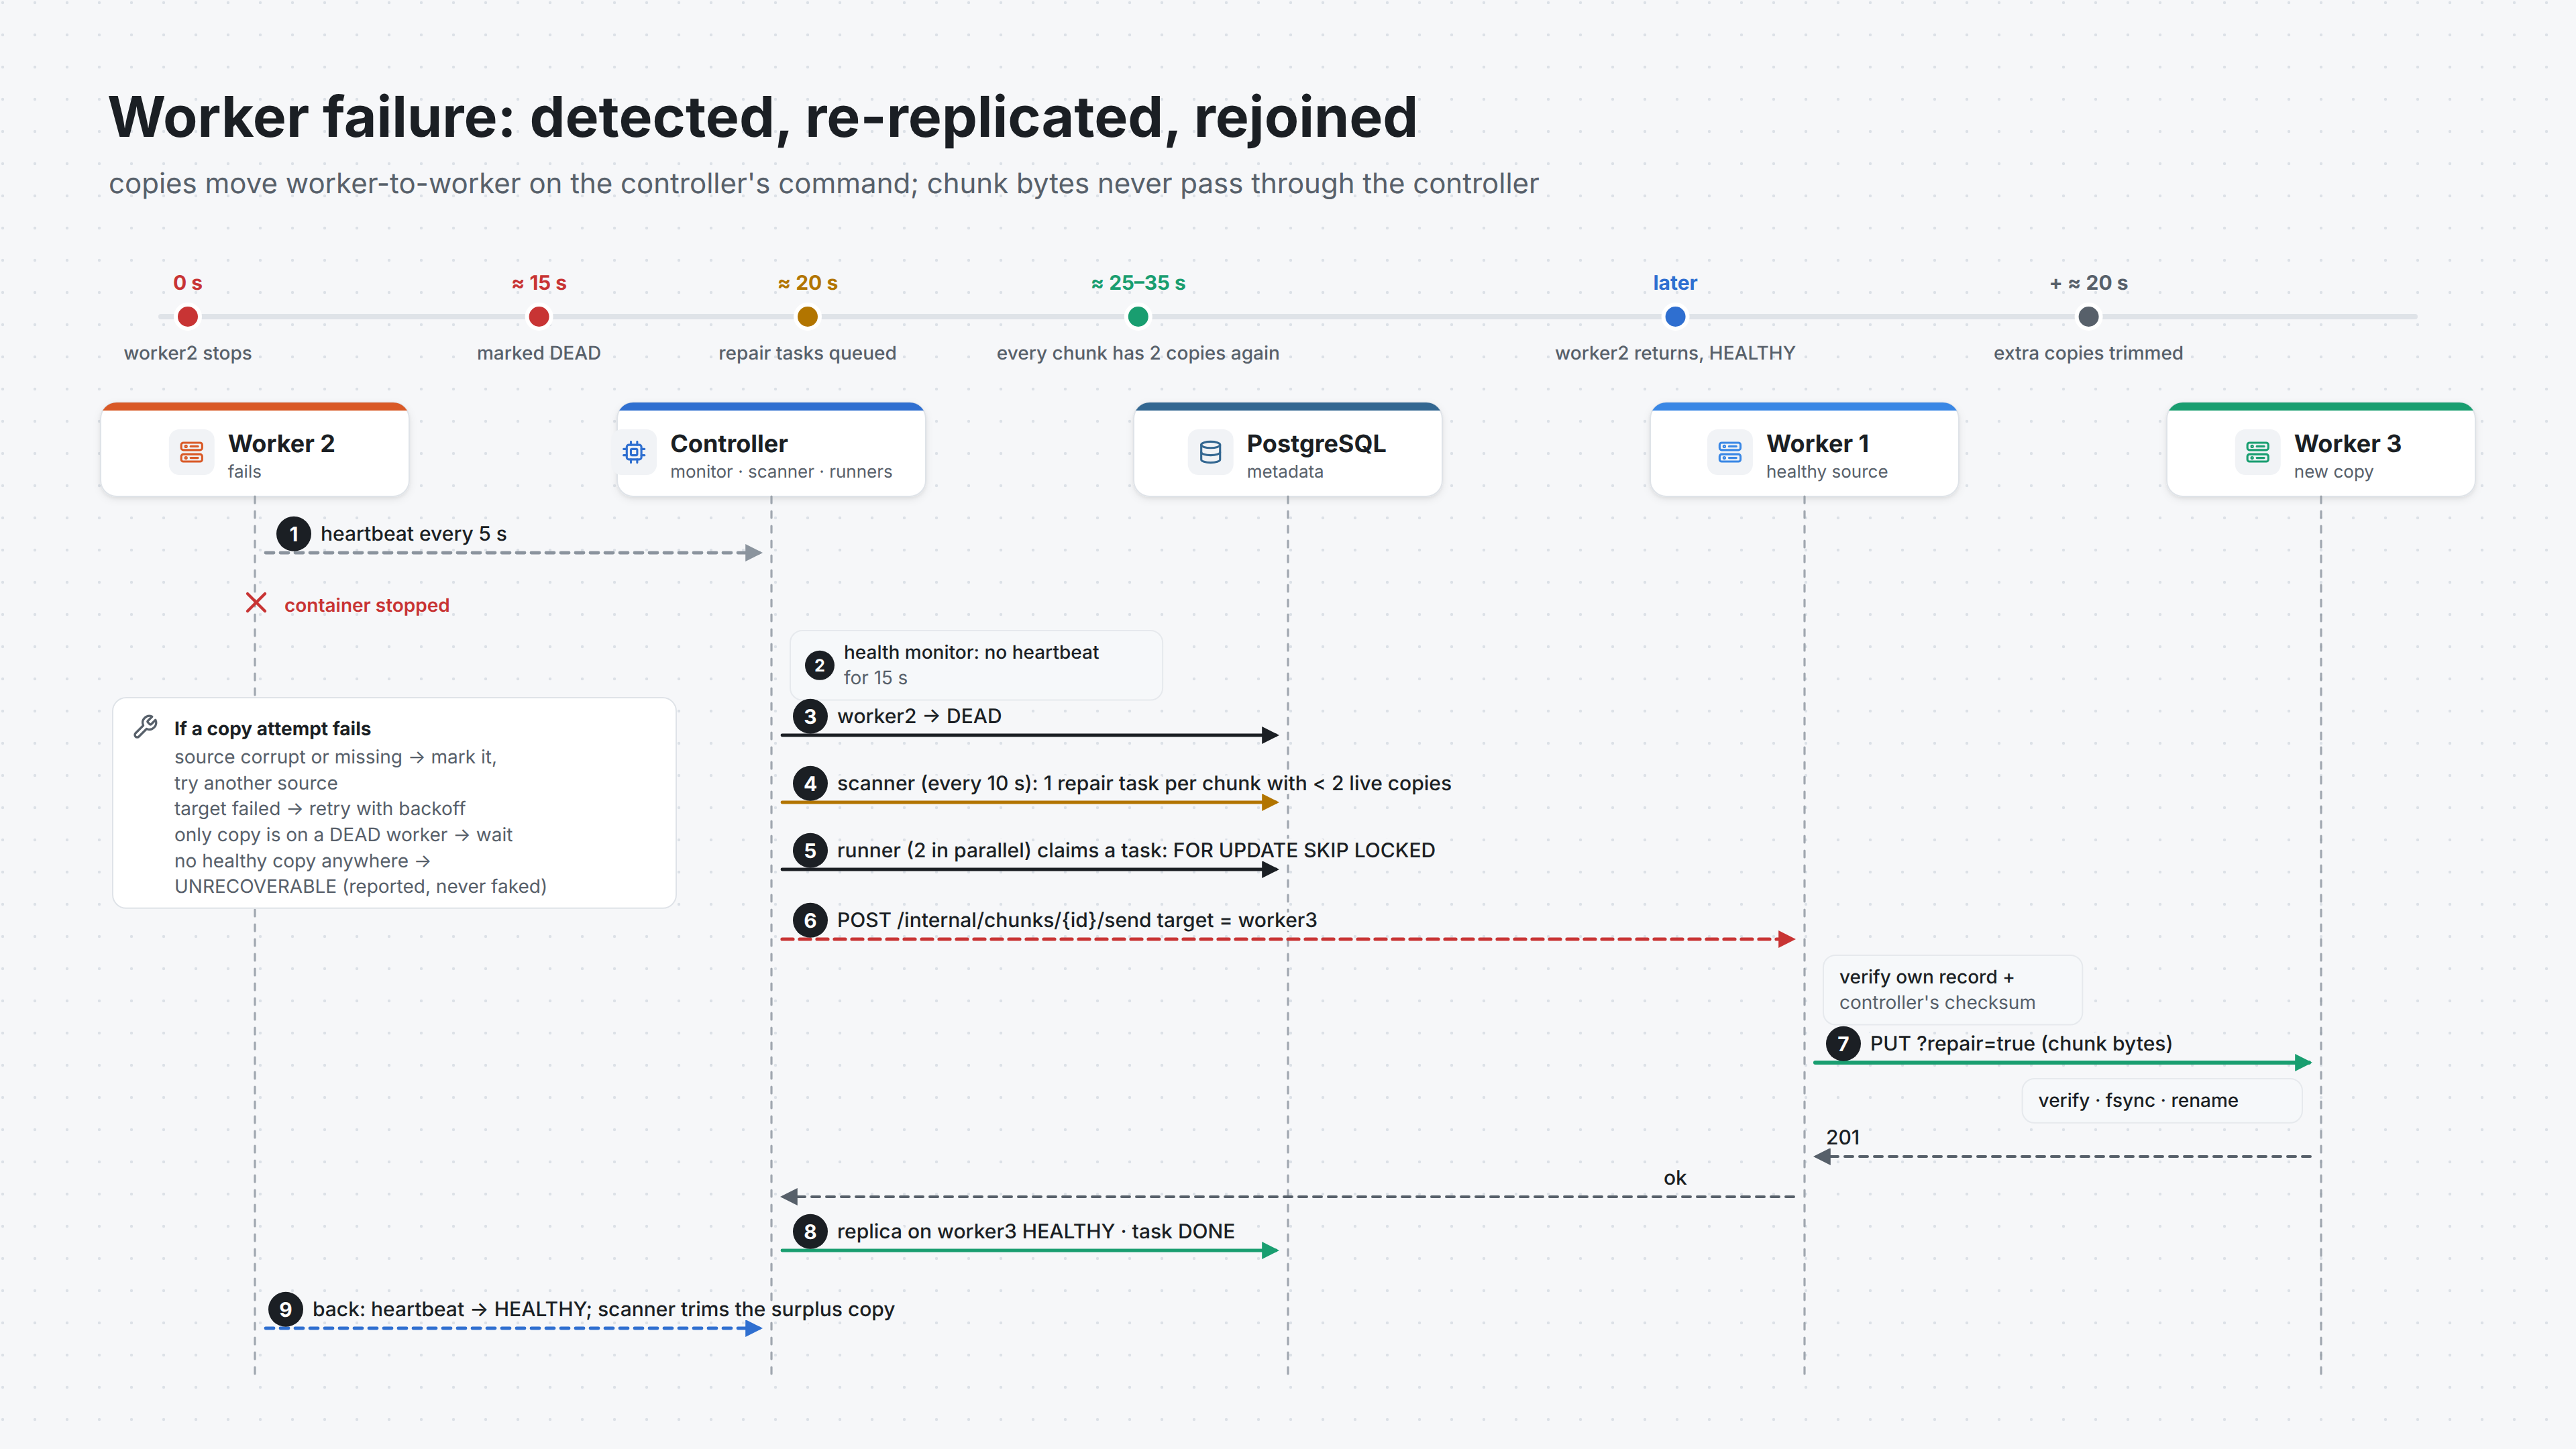 Worker failure: detected, re-replicated, rejoined
copies move worker-to-worker on the controller's command; chunk bytes never pass through the controller
0 s
≈ 15 s
≈ 20 s
≈ 25–35 s
later
+ ≈ 20 s
worker2 stops
marked DEAD
repair tasks queued
every chunk has 2 copies again
worker2 returns, HEALTHY
extra copies trimmed
Worker 2
fails
Controller
monitor · scanner · runners
PostgreSQL
metadata
Worker 1
healthy source
Worker 3
new copy
1 heartbeat every 5 s
container stopped
2 health monitor: no heartbeat
for 15 s
3 worker2 → DEAD
If a copy attempt fails
source corrupt or missing → mark it,
try another source
target failed → retry with backoff
only copy is on a DEAD worker → wait
no healthy copy anywhere →
UNRECOVERABLE (reported, never faked)
4 scanner (every 10 s): 1 repair task per chunk with < 2 live copies
5 runner (2 in parallel) claims a task: FOR UPDATE SKIP LOCKED
6 POST /internal/chunks/{id}/send target = worker3
verify own record +
controller's checksum
7 PUT ?repair=true (chunk bytes)
verify · fsync · rename
201
ok
8 replica on worker3 HEALTHY · task DONE
9 back: heartbeat → HEALTHY; scanner trims the surplus copy